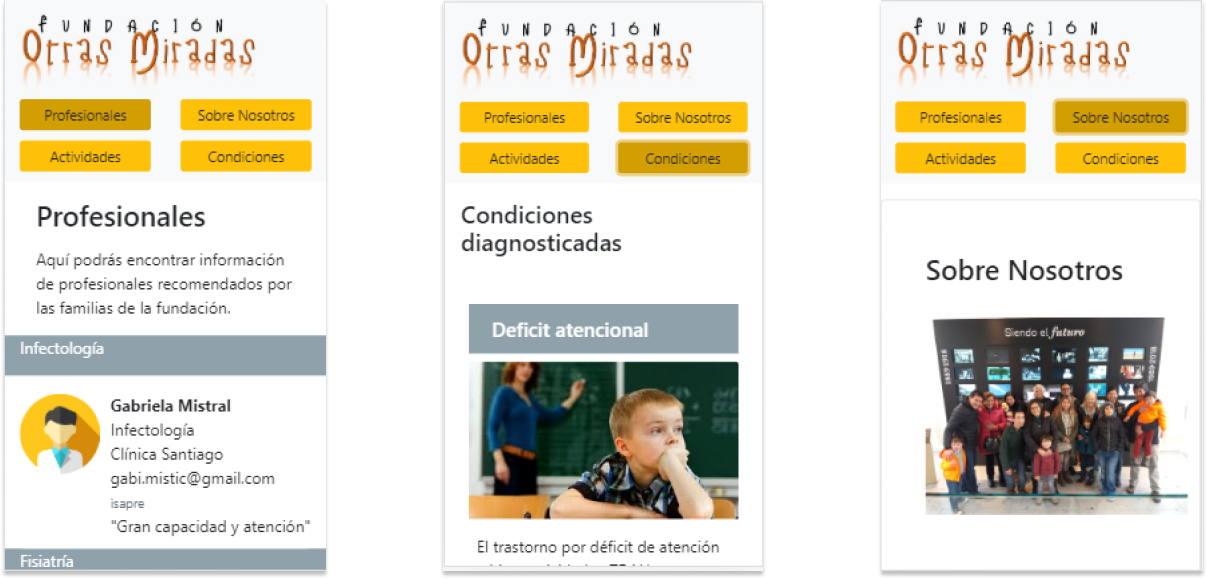 FUNDACIÓN
Otras Miradas
Profesionales
Sobre Nosotros
Actividades
Condiciones
Profesionales
Aquí podrás encontrar información
de profesionales recomendados por
las familias de la fundación.
Infectología
Gabriela Mistral
Infectología
Clínica Santiago
gabi.mistic@gmail.com
isapre
"Gran capacidad y atención"
Fisiatría
FUNDACIÓN
Otras Miradas
Profesionales
Sobre Nosotros
Actividades
Condiciones
Condiciones
diagnosticadas
Deficit atencional
El trastorno por déficit de atención
FUNDACIÓN
Otras Miradas
Profesionales
Sobre Nosotros
Actividades
Condiciones
Sobre Nosotros
Siendo el futuro